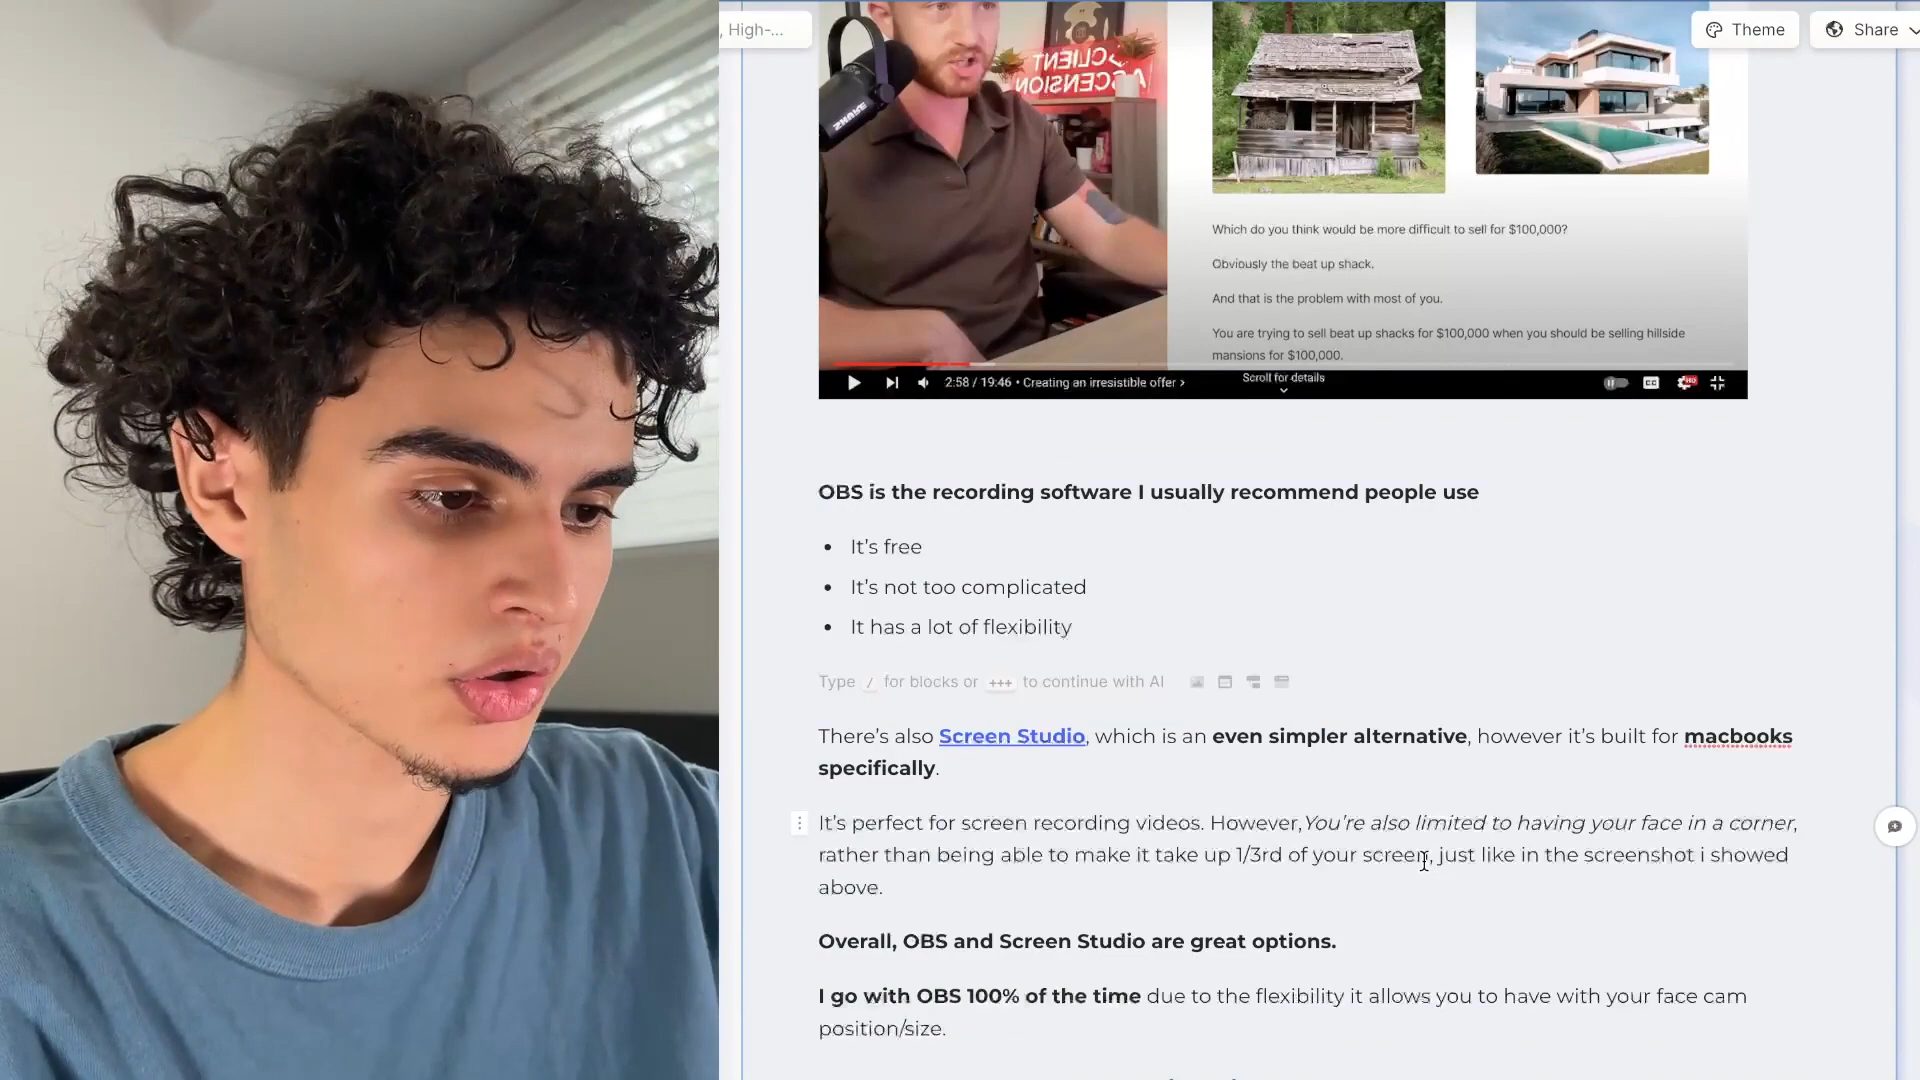 , High-...
Theme
Share
CLIENT
ASCENSION
SHURE
Which do you think would be more difficult to sell for $100,000?
Obviously the beat up shack.
And that is the problem with most of you.
You are trying to sell beat up shacks for $100,000 when you should be selling hillside
mansions for $100,000.
2:58 / 19:46 • Creating an irresistible offer ›
Scroll for details
CC
HD
OBS is the recording software I usually recommend people use
• It’s free
• It’s not too complicated
• It has a lot of flexibility
Type / for blocks or +++ to continue with AI
There’s also Screen Studio, which is an even simpler alternative, however it’s built for macbooks
specifically.
It’s perfect for screen recording videos. However,You’re also limited to having your face in a corner,
rather than being able to make it take up 1/3rd of your screen, just like in the screenshot i showed
above.
Overall, OBS and Screen Studio are great options.
I go with OBS 100% of the time due to the flexibility it allows you to have with your face cam
position/size.